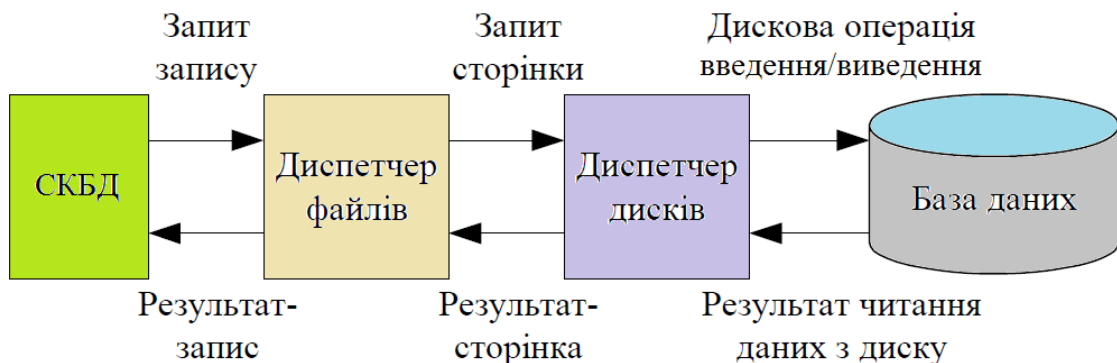 Запит
запису
Запит
сторінки
Дискова операція
введення/виведення
СКБД
Диспетчер
файлів
Диспетчер
дисків
База даних
Результат-
запис
Результат-
сторінка
Результат читання
даних з диску